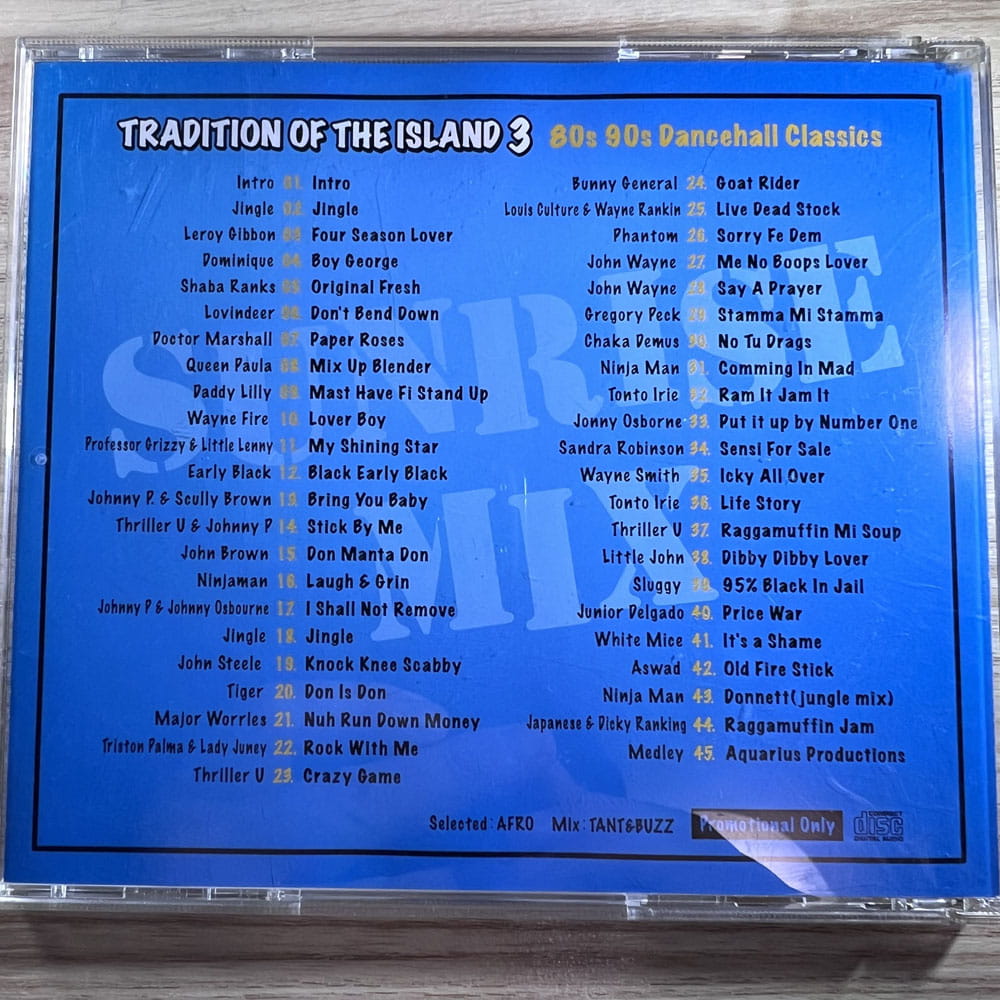 TRADITION OF THE ISLAND 3 80s 90s Dancehall Classics
SUNRISE
MIX
Intro 01. Intro
Jingle 02. Jingle
Leroy Gibbon 03. Four Season Lover
Dominique 04. Boy George
Shaba Ranks 05. Original Fresh
Lovindeer 06. Don't Bend Down
Doctor Marshall 07. Paper Roses
Queen Paula 08. Mix Up Blender
Daddy Lilly 09. Mast Have Fi Stand Up
Wayne Fire 10. Lover Boy
Professor Grizzy & Little Lenny 11. My Shining Star
Early Black 12. Black Early Black
Johnny P. & Scully Brown 13. Bring You Baby
Thriller U & Johnny P 14. Stick By Me
John Brown 15. Don Manta Don
Ninjaman 16. Laugh & Grin
Johnny P & Johnny Osbourne 17. I Shall Not Remove
Jingle 18. Jingle
John Steele 19. Knock Knee Scabby
Tiger 20. Don Is Don
Major Worrles 21. Nuh Run Down Money
Triston Palma & Lady Juney 22. Rock With Me
Thriller U 23. Crazy Game
Bunny General 24. Goat Rider
Louis Culture & Wayne Rankin 25. Live Dead Stock
Phantom 26. Sorry Fe Dem
John Wayne 27. Me No Boops Lover
John Wayne 28. Say A Prayer
Gregory Peck 29. Stamma Mi Stamma
Chaka Demus 30. No Tu Drags
Ninja Man 31. Comming In Mad
Tonto Irie 32. Ram It Jam It
Jonny Osborne 33. Put it up by Number One
Sandra Robinson 34. Sensi For Sale
Wayne Smith 35. Icky All Over
Tonto Irie 36. Life Story
Thriller U 37. Raggamuffin Mi Soup
Little John 38. Dibby Dibby Lover
Sluggy 39. 95% Black In Jail
Junior Delgado 40. Price War
White Mice 41. It's a Shame
Aswad 42. Old Fire Stick
Ninja Man 43. Donnett(jungle mix)
Japanese & Dicky Ranking 44. Raggamuffin Jam
Medley 45. Aquarius Productions
Selected:AFRO Mix:TANT&BUZZ Promotional Only COMPACT disc DIGITAL AUDIO